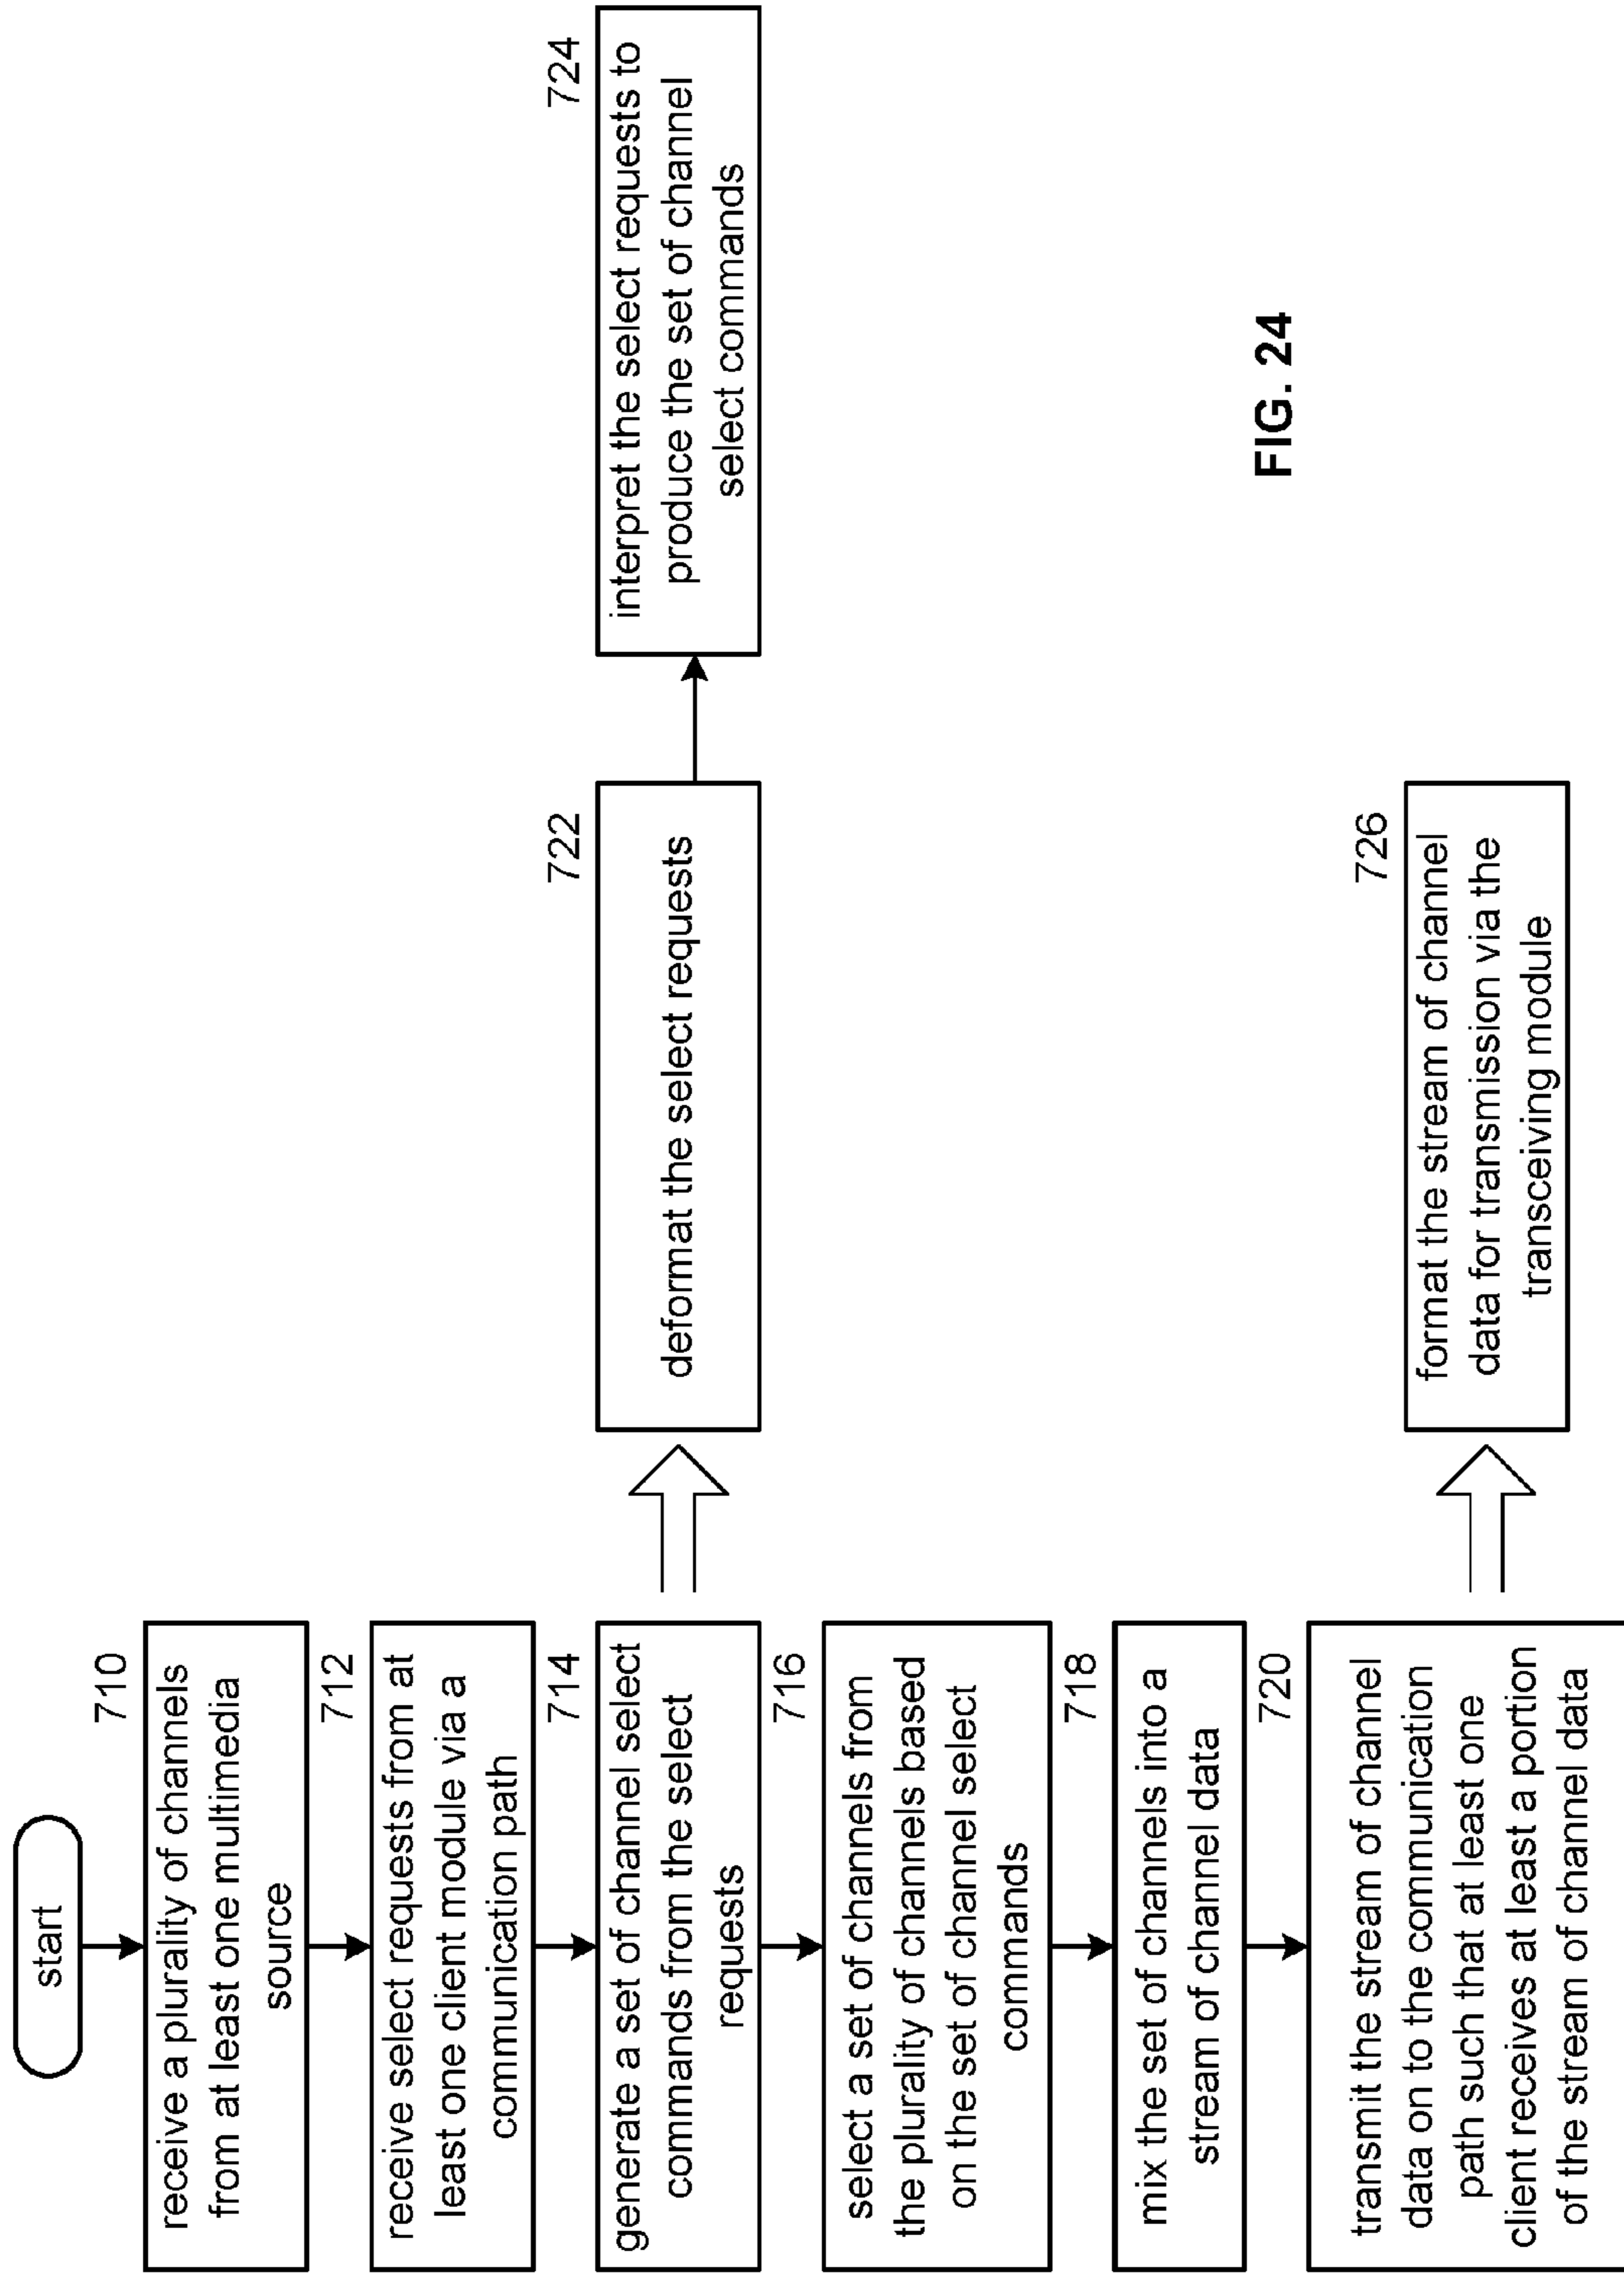 start
710
receive a plurality of channels
from at least one multimedia
source
712
receive select requests from at
least one client module via a
communication path
714
generate a set of channel select
commands from the select
requests
716
select a set of channels from
the plurality of channels based
on the set of channel select
commands
718
mix the set of channels into a
stream of channel data
720
transmit the stream of channel
data on to the communication
path such that at least one
client receives at least a portion
of the stream of channel data
722
deformat the select requests
724
interpret the select requests to
produce the set of channel
select commands
726
format the stream of channel
data for transmission via the
transceiving module
FIG. 24